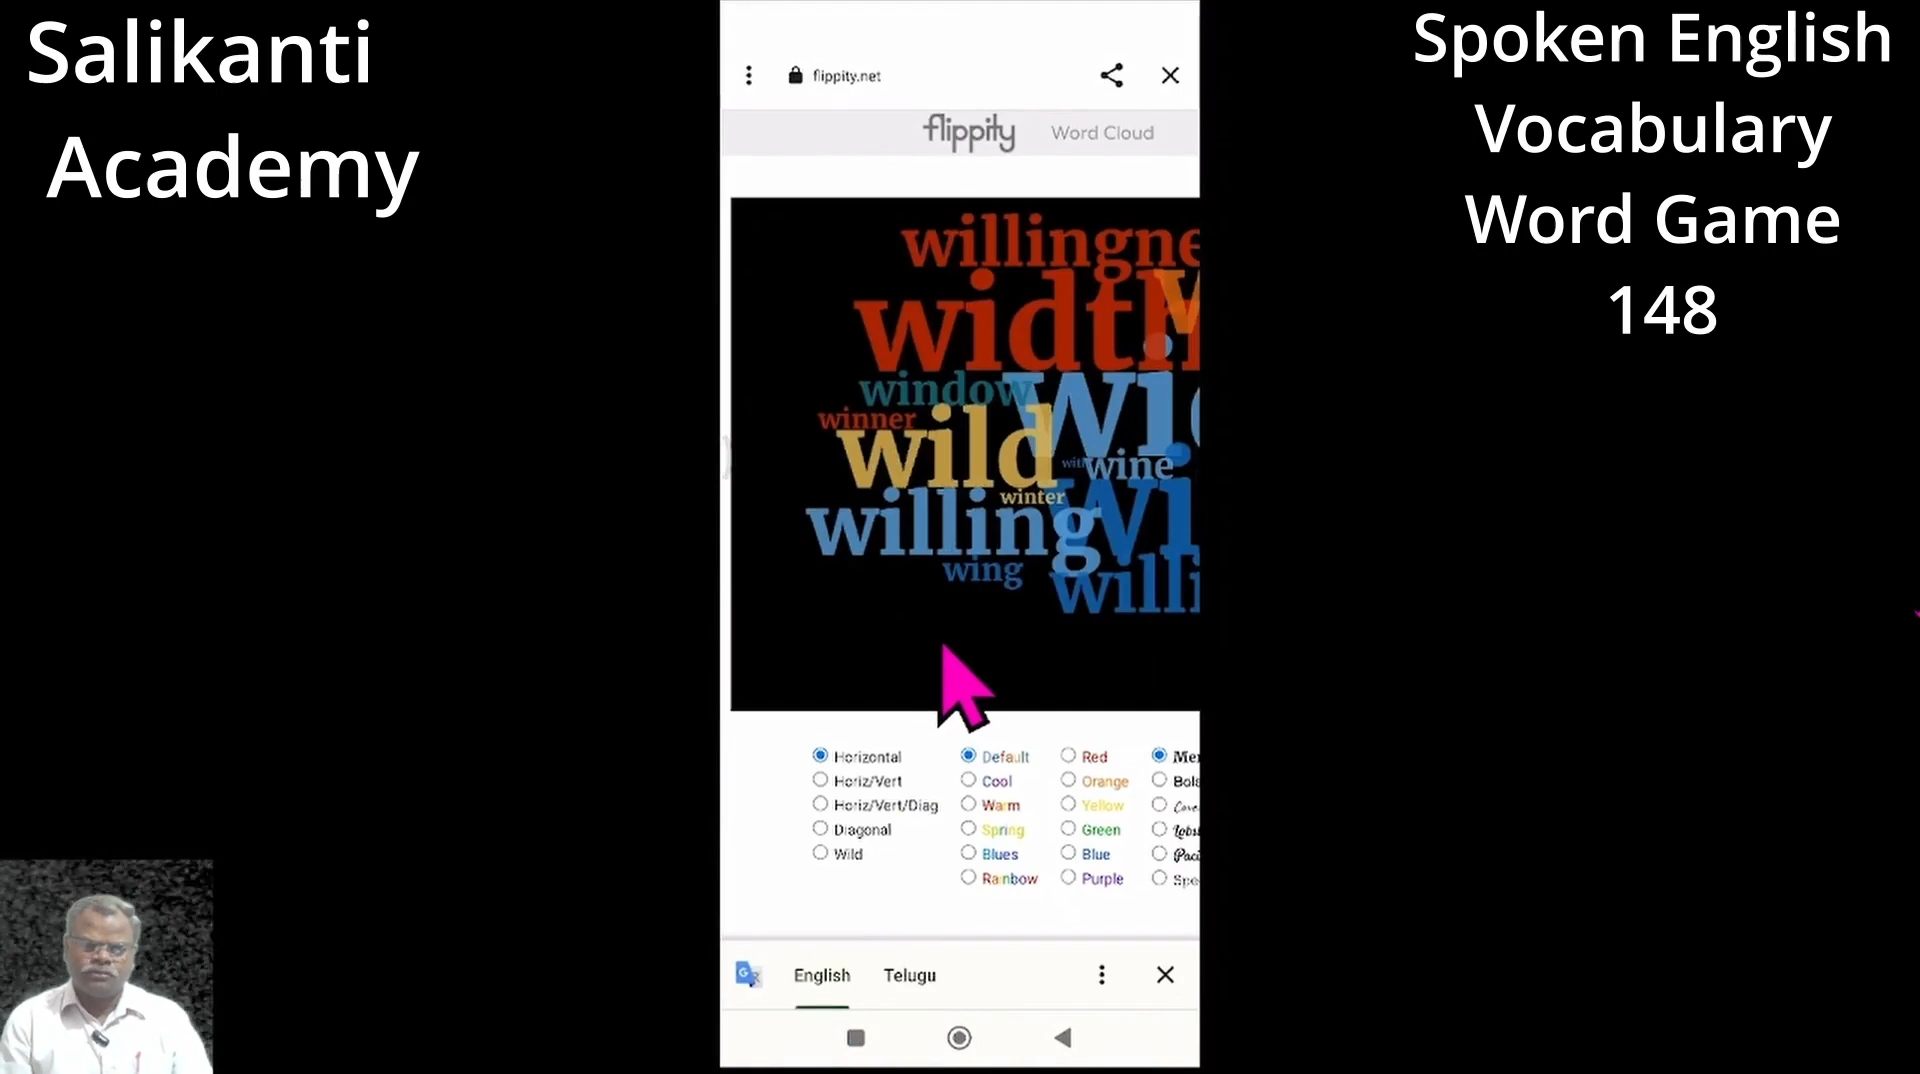 Salikanti
Academy
Spoken English
Vocabulary
Word Game
148
flippity.net
flippity Word Cloud
willingne
width
window
winner
wild
wine
winter
willing
wing
willi
Horizontal
Horiz/Vert
Horiz/Vert/Diag
Diagonal
Wild
Default
Cool
Warm
Spring
Blues
Rainbow
Red
Orange
Yellow
Green
Blue
Purple
English Telugu